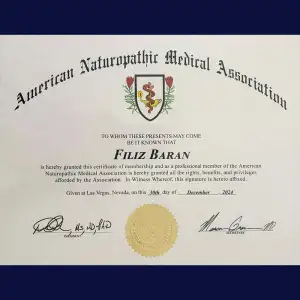 American Naturopathic Medical Association
TO WHOM THESE PRESENTS MAY COME
BE IT KNOWN THAT
FILIZ BARAN
is hereby granted this certificate of membership and as a professional member of the American
Naturopathic Medical Association is hereby granted all the rights, benefits, and privileges
afforded by the Association. In Witness Whereof, this signature is hereto affixed.
Given at Las Vegas, Nevada, on this 30th day of December 2024